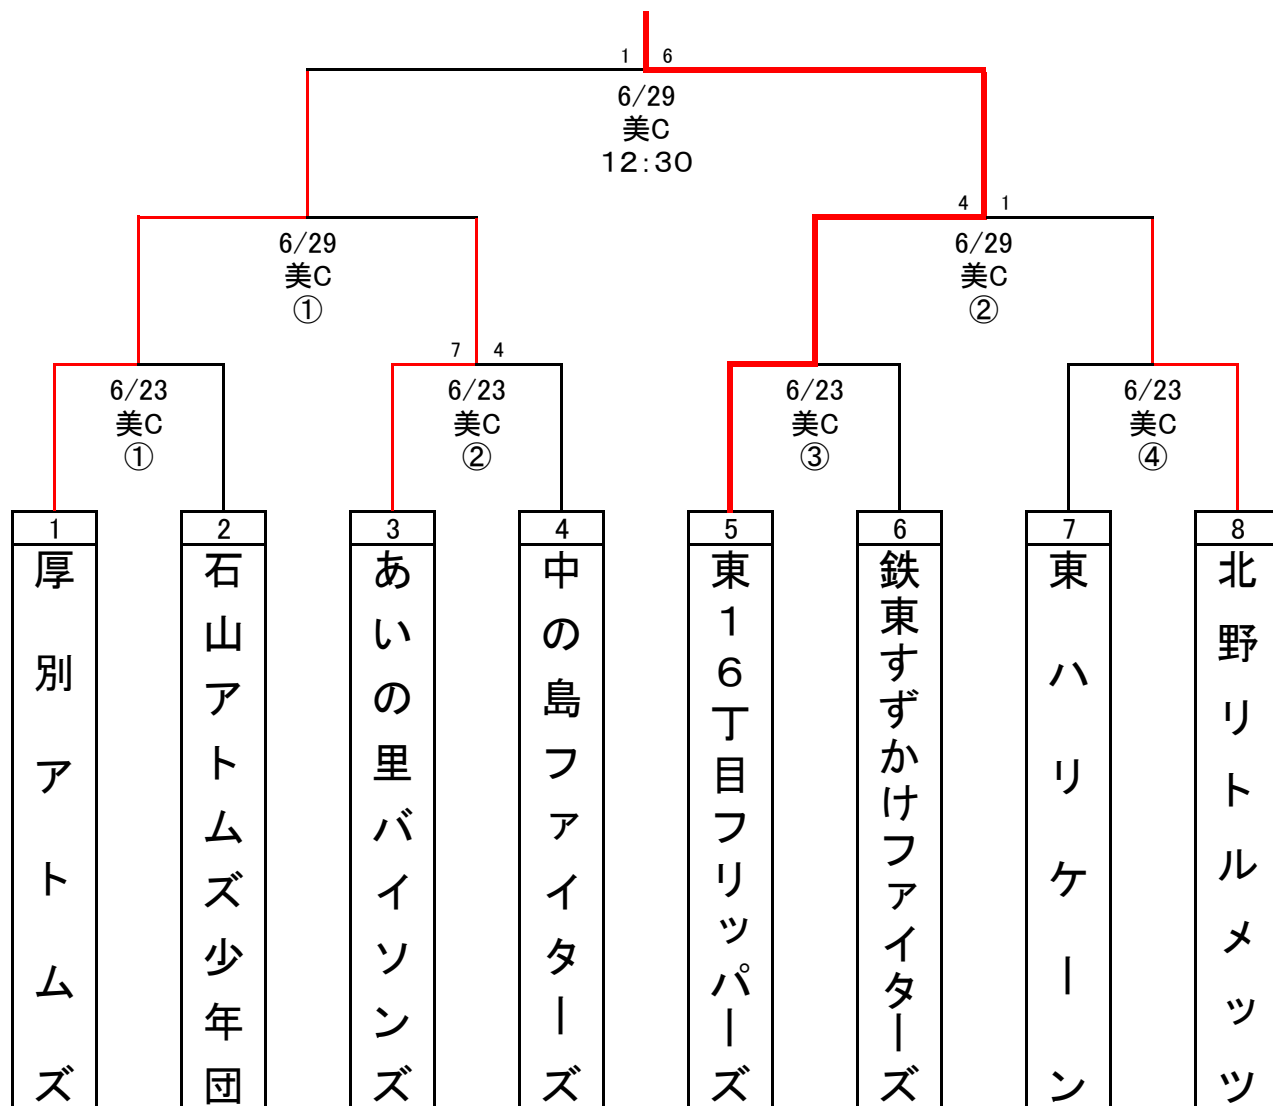 1 6
6/29
美C
12:30
4 1
6/29
美C
①
6/29
美C
②
7 4
6/23
美C
①
6/23
美C
②
6/23
美C
③
6/23
美C
④
1
厚別アトムズ
2
石山アトムズ少年団
3
あいの里バイソンズ
4
中の島ファイターズ
5
東16丁目フリッパーズ
6
鉄東すずかけファイターズ
7
東ハリケーン
8
北野リトルメッツ